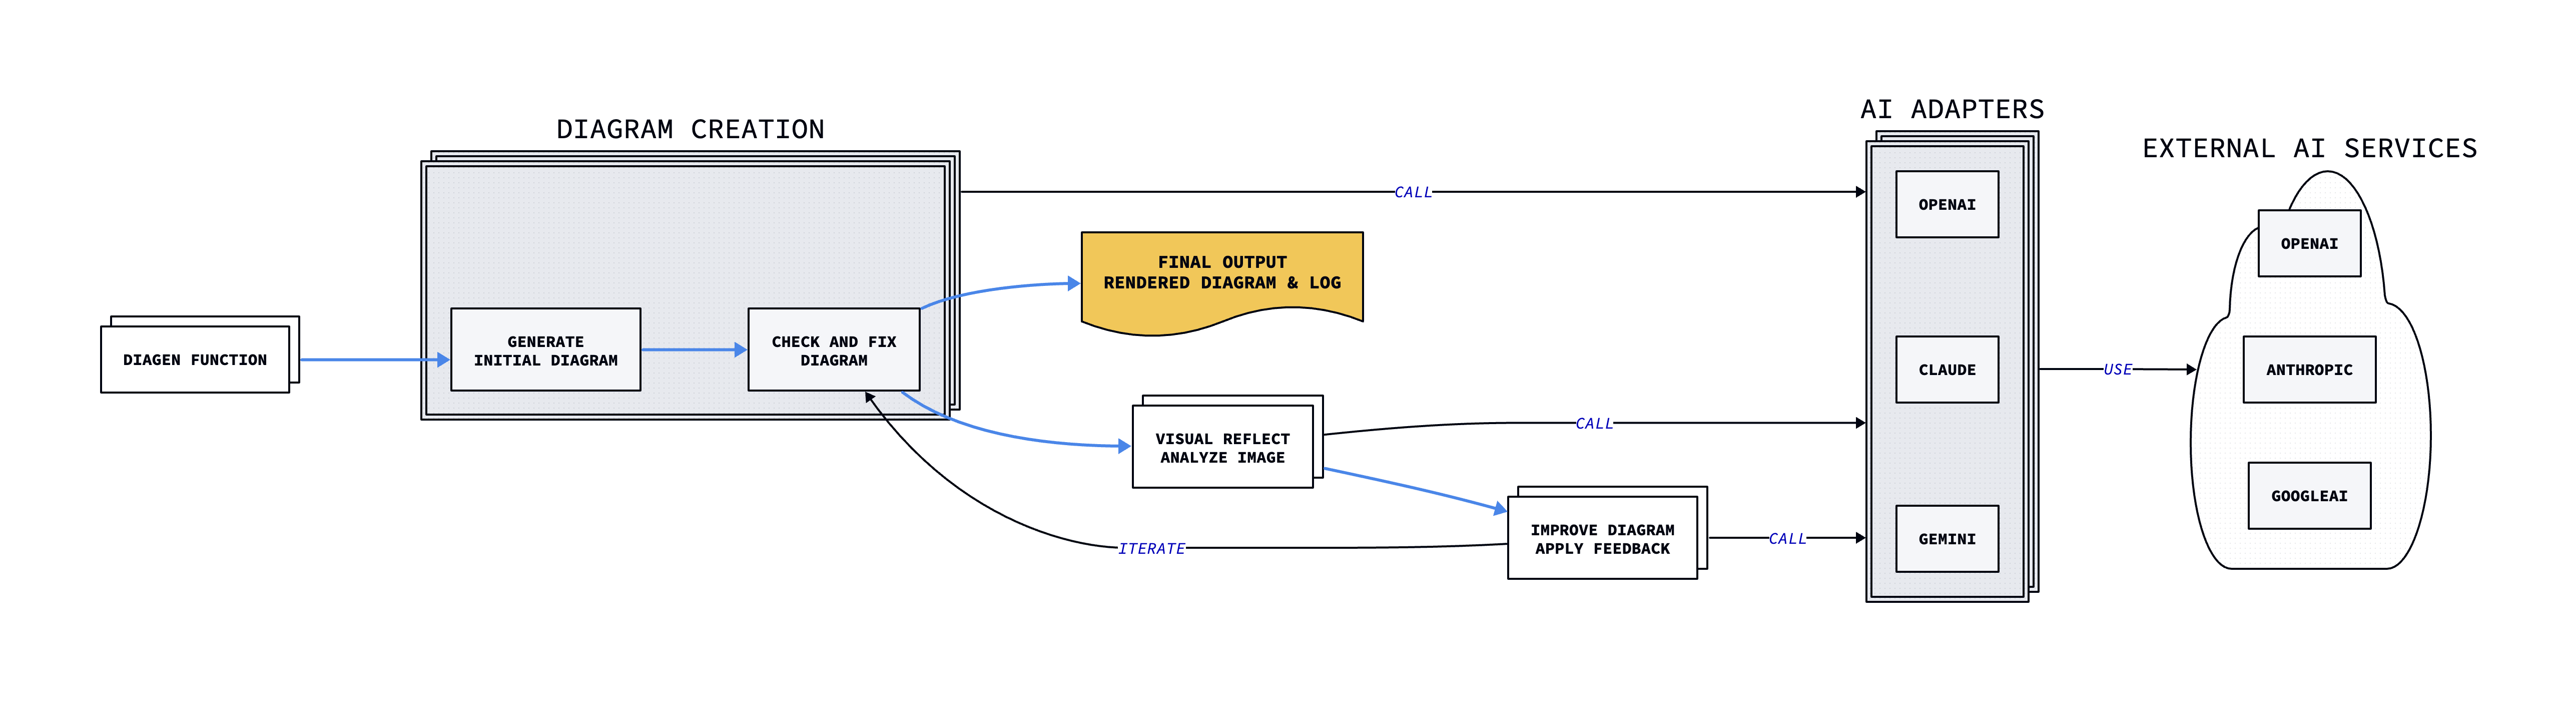 DIAGRAM CREATION
AI ADAPTERS
EXTERNAL AI SERVICES
CALL
OPENAI
OPENAI
FINAL OUTPUT
RENDERED DIAGRAM & LOG
DIAGEN FUNCTION
GENERATE
INITIAL DIAGRAM
CHECK AND FIX
DIAGRAM
CLAUDE
USE
ANTHROPIC
VISUAL REFLECT
ANALYZE IMAGE
CALL
GOOGLEAI
ITERATE
IMPROVE DIAGRAM
APPLY FEEDBACK
CALL
GEMINI